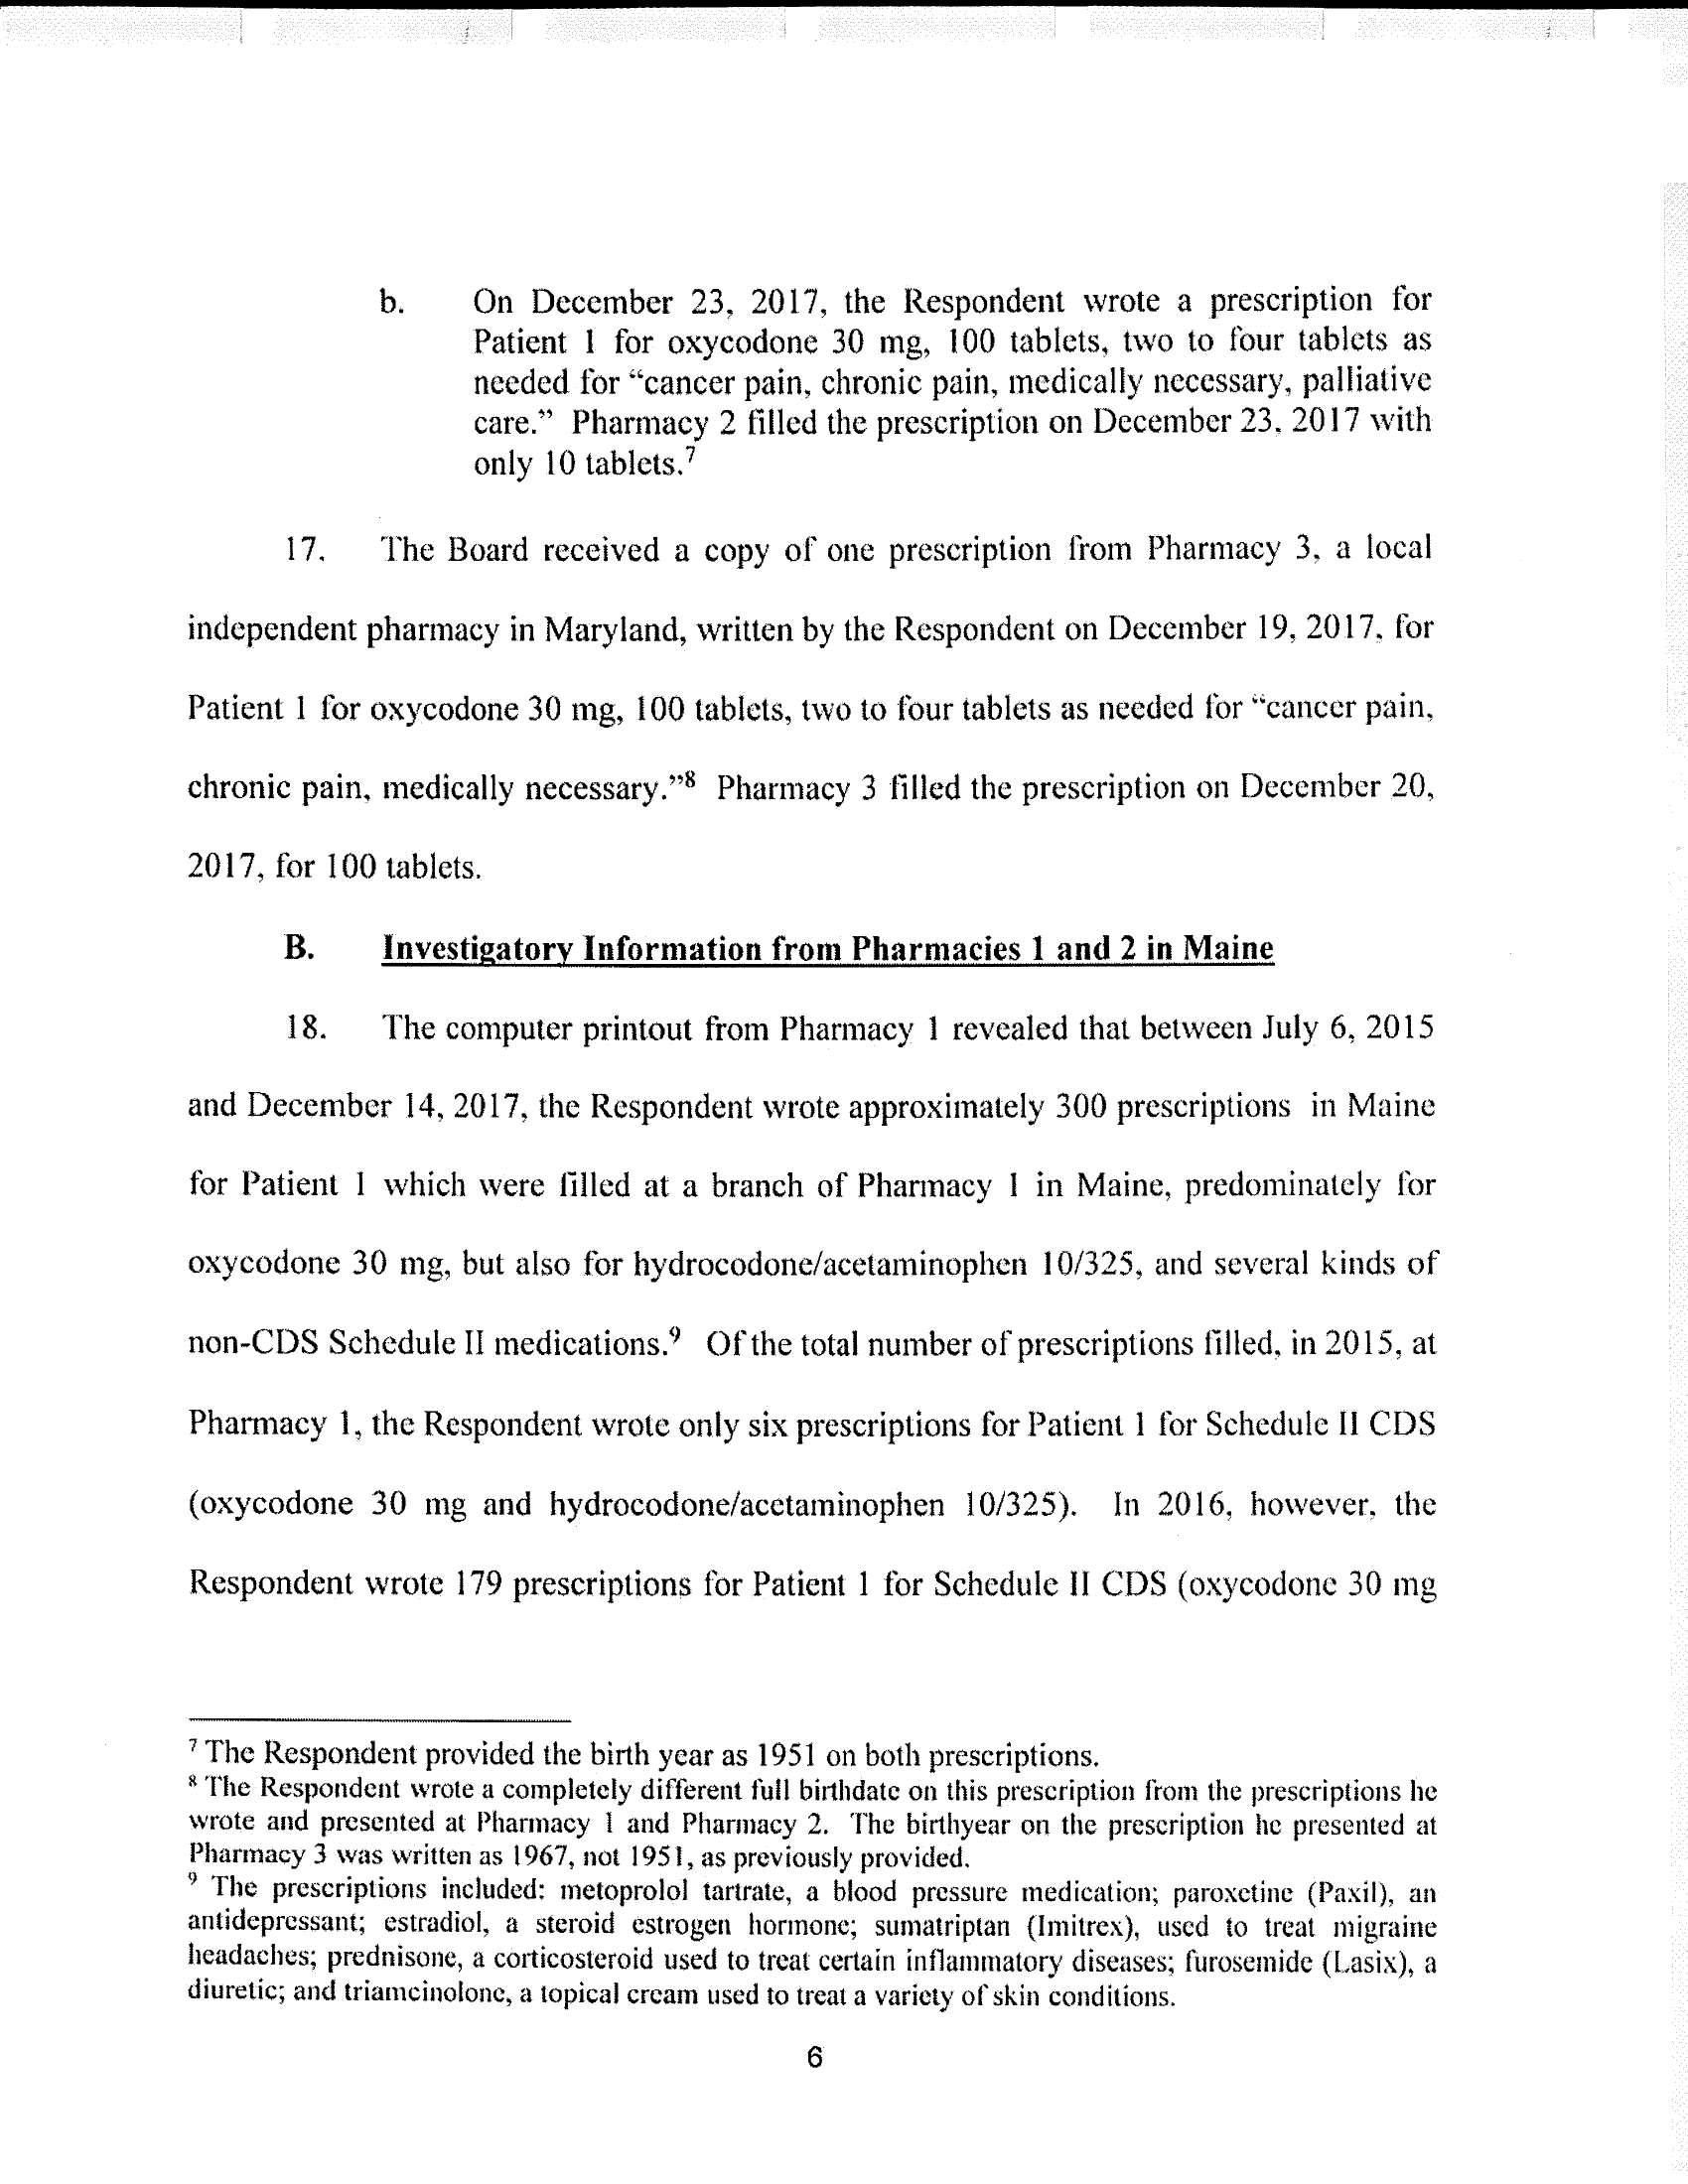 b. On December 23, 2017, the Respondent wrote a prescription for
Patient 1 for oxycodone 30 mg, 100 tablets, two to four tablets as
needed for “cancer pain, chronic pain, medically necessary, palliative
care.” Pharmacy 2 filled the prescription on December 23, 2017 with
only 10 tablets.7
17. The Board received a copy of one prescription from Pharmacy 3, a local
independent pharmacy in Maryland, written by the Respondent on December 19, 2017, for
Patient 1 for oxycodone 30 mg, 100 tablets, two to four tablets as needed for “cancer pain,
chronic pain, medically necessary.”8 Pharmacy 3 filled the prescription on December 20,
2017, for 100 tablets.
B. Investigatory Information from Pharmacies 1 and 2 in Maine
18. The computer printout from Pharmacy 1 revealed that between July 6, 2015
and December 14, 2017, the Respondent wrote approximately 300 prescriptions in Maine
for Patient 1 which were filled at a branch of Pharmacy 1 in Maine, predominately for
oxycodone 30 mg, but also for hydrocodone/acetaminophen 10/325, and several kinds of
non-CDS Schedule II medications.9 Of the total number of prescriptions filled, in 2015, at
Pharmacy 1, the Respondent wrote only six prescriptions for Patient 1 for Schedule II CDS
(oxycodone 30 mg and hydrocodone/acetaminophen 10/325). In 2016, however, the
Respondent wrote 179 prescriptions for Patient 1 for Schedule II CDS (oxycodone 30 mg
7 The Respondent provided the birth year as 1951 on both prescriptions.
8 The Respondent wrote a completely different full birthdate on this prescription from the prescriptions he
wrote and presented at Pharmacy 1 and Pharmacy 2. The birthyear on the prescription he presented at
Pharmacy 3 was written as 1967, not 1951, as previously provided.
9 The prescriptions included: metoprolol tartrate, a blood pressure medication; paroxetine (Paxil), an
antidepressant; estradiol, a steroid estrogen hormone; sumatriptan (Imitrex), used to treat migraine
headaches; prednisone, a corticosteroid used to treat certain inflammatory diseases; furosemide (Lasix), a
diuretic; and triamcinolone, a topical cream used to treat a variety of skin conditions.
6